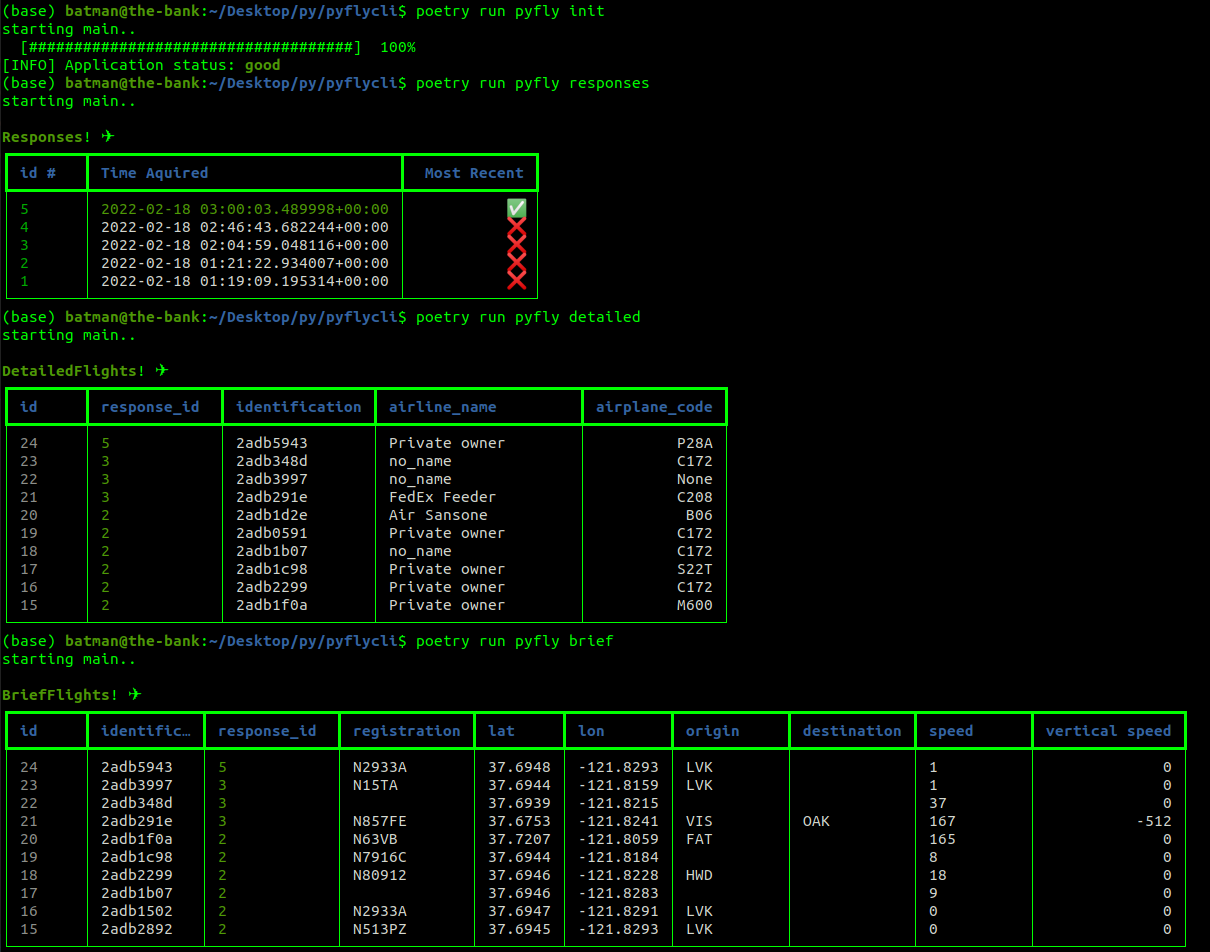 (base) batman@the-bank:~/Desktop/py/pyflycli$ poetry run pyfly init
starting main..
[####################################] 100%
[INFO] Application status: good
(base) batman@the-bank:~/Desktop/py/pyflycli$ poetry run pyfly responses
starting main..
Responses! ✈
id # Time Aquired Most Recent
5 2022-02-18 03:00:03.489998+00:00 ✅
4 2022-02-18 02:46:43.682244+00:00 ❌
3 2022-02-18 02:04:59.048116+00:00 ❌
2 2022-02-18 01:21:22.934007+00:00 ❌
1 2022-02-18 01:19:09.195314+00:00 ❌
(base) batman@the-bank:~/Desktop/py/pyflycli$ poetry run pyfly detailed
starting main..
DetailedFlights! ✈
id response_id identification airline_name airplane_code
24 5 2adb5943 Private owner P28A
23 3 2adb348d no_name C172
22 3 2adb3997 no_name None
21 3 2adb291e FedEx Feeder C208
20 2 2adb1d2e Air Sansone B06
19 2 2adb0591 Private owner C172
18 2 2adb1b07 no_name C172
17 2 2adb1c98 Private owner S22T
16 2 2adb2299 Private owner C172
15 2 2adb1f0a Private owner M600
(base) batman@the-bank:~/Desktop/py/pyflycli$ poetry run pyfly brief
starting main..
BriefFlights! ✈
id identific… response_id registration lat lon origin destination speed vertical speed
24 2adb5943 5 N2933A 37.6948 -121.8293 LVK 1 0
23 2adb3997 3 N15TA 37.6944 -121.8159 LVK 1 0
22 2adb348d 3 37.6939 -121.8215 37 0
21 2adb291e 3 N857FE 37.6753 -121.8241 VIS OAK 167 -512
20 2adb1f0a 2 N63VB 37.7207 -121.8059 FAT 165 0
19 2adb1c98 2 N7916C 37.6944 -121.8184 8 0
18 2adb2299 2 N80912 37.6946 -121.8228 HWD 18 0
17 2adb1b07 2 37.6946 -121.8283 9 0
16 2adb1502 2 N2933A 37.6947 -121.8291 LVK 0 0
15 2adb2892 2 N513PZ 37.6945 -121.8293 LVK 0 0